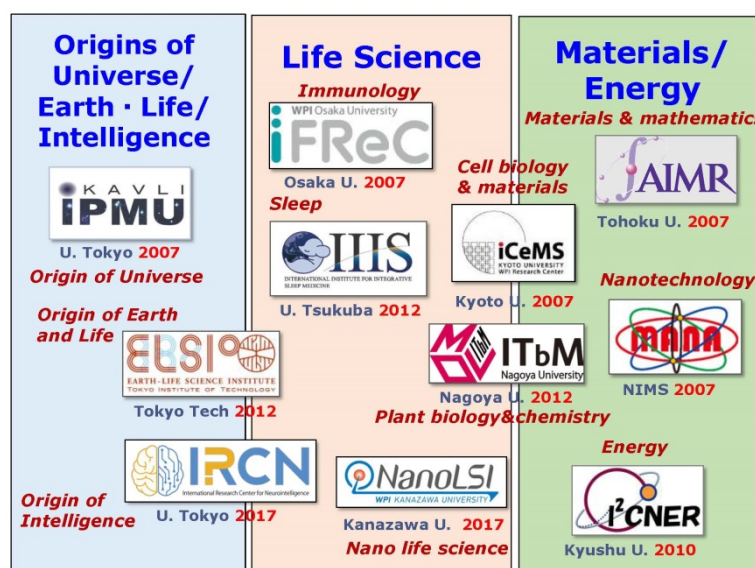 Origins of
Universe/
Earth · Life/
Intelligence
KAVLI
iPMU
U. Tokyo 2007
Origin of Universe
Origin of Earth
and Life
ELSI
EARTH-LIFE SCIENCE INSTITUTE
TOKYO INSTITUTE OF TECHNOLOGY
Tokyo Tech 2012
IRCN
International Research Center for Neurointelligence
Origin of
Intelligence
U. Tokyo 2017
Life Science
Immunology
WPI Osaka University
iFReC
Osaka U. 2007
Sleep
IIIS
INTERNATIONAL INSTITUTE FOR INTEGRATIVE
SLEEP MEDICINE
U. Tsukuba 2012
Cell biology
& materials
iCeMS
KYOTO UNIVERSITY
WPI Research Center
Kyoto U. 2007
ITbM
ITbM
Nagoya University
Nagoya U. 2012
Plant biology&chemistry
NanoLSI
WPI KANAZAWA UNIVERSITY
Kanazawa U. 2017
Nano life science
Materials/
Energy
Materials & mathematics
AIMR
Tohoku U. 2007
Nanotechnology
MANA
NIMS 2007
Energy
I²CNER
Kyushu U. 2010